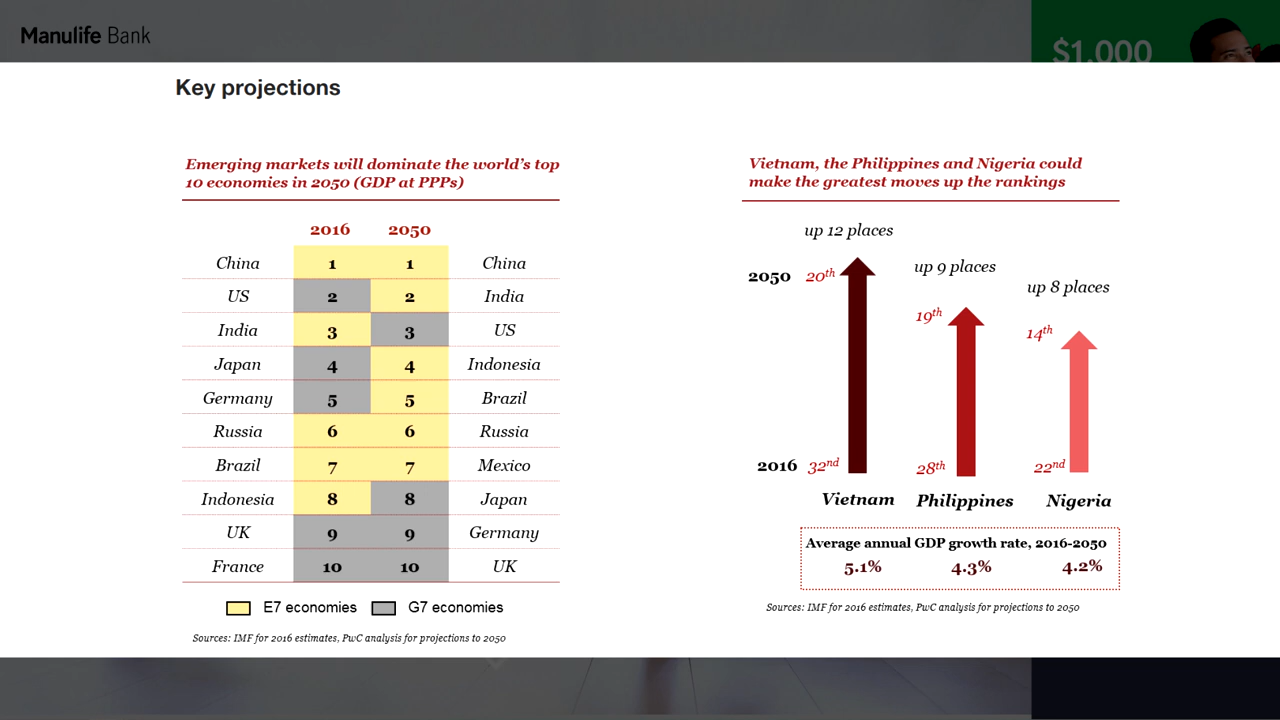 Manulife Bank
$1,000
Key projections
Emerging markets will dominate the world's top
10 economies in 2050 (GDP at PPPs)
2016 2050
China 1 1 China
US 2 2 India
India 3 3 US
Japan 4 4 Indonesia
Germany 5 5 Brazil
Russia 6 6 Russia
Brazil 7 7 Mexico
Indonesia 8 8 Japan
UK 9 9 Germany
France 10 10 UK
E7 economies G7 economies
Sources: IMF for 2016 estimates, PwC analysis for projections to 2050
Vietnam, the Philippines and Nigeria could
make the greatest moves up the rankings
up 12 places
up 9 places
up 8 places
2050 20th
19th
14th
2016 32nd 28th 22nd
Vietnam Philippines Nigeria
Average annual GDP growth rate, 2016-2050
5.1% 4.3% 4.2%
Sources: IMF for 2016 estimates, PwC analysis for projections to 2050